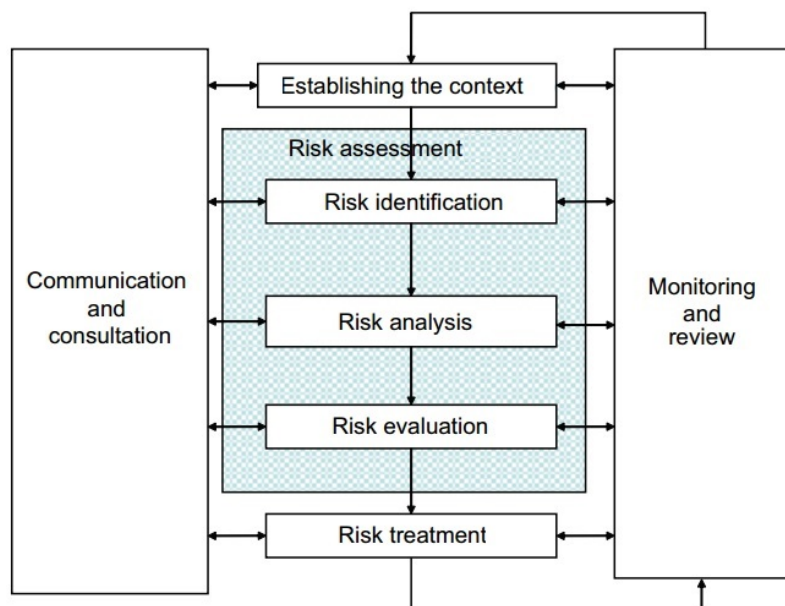 Establishing the context
Risk assessment
Risk identification
Communication
and
consultation
Risk analysis
Monitoring
and
review
Risk evaluation
Risk treatment